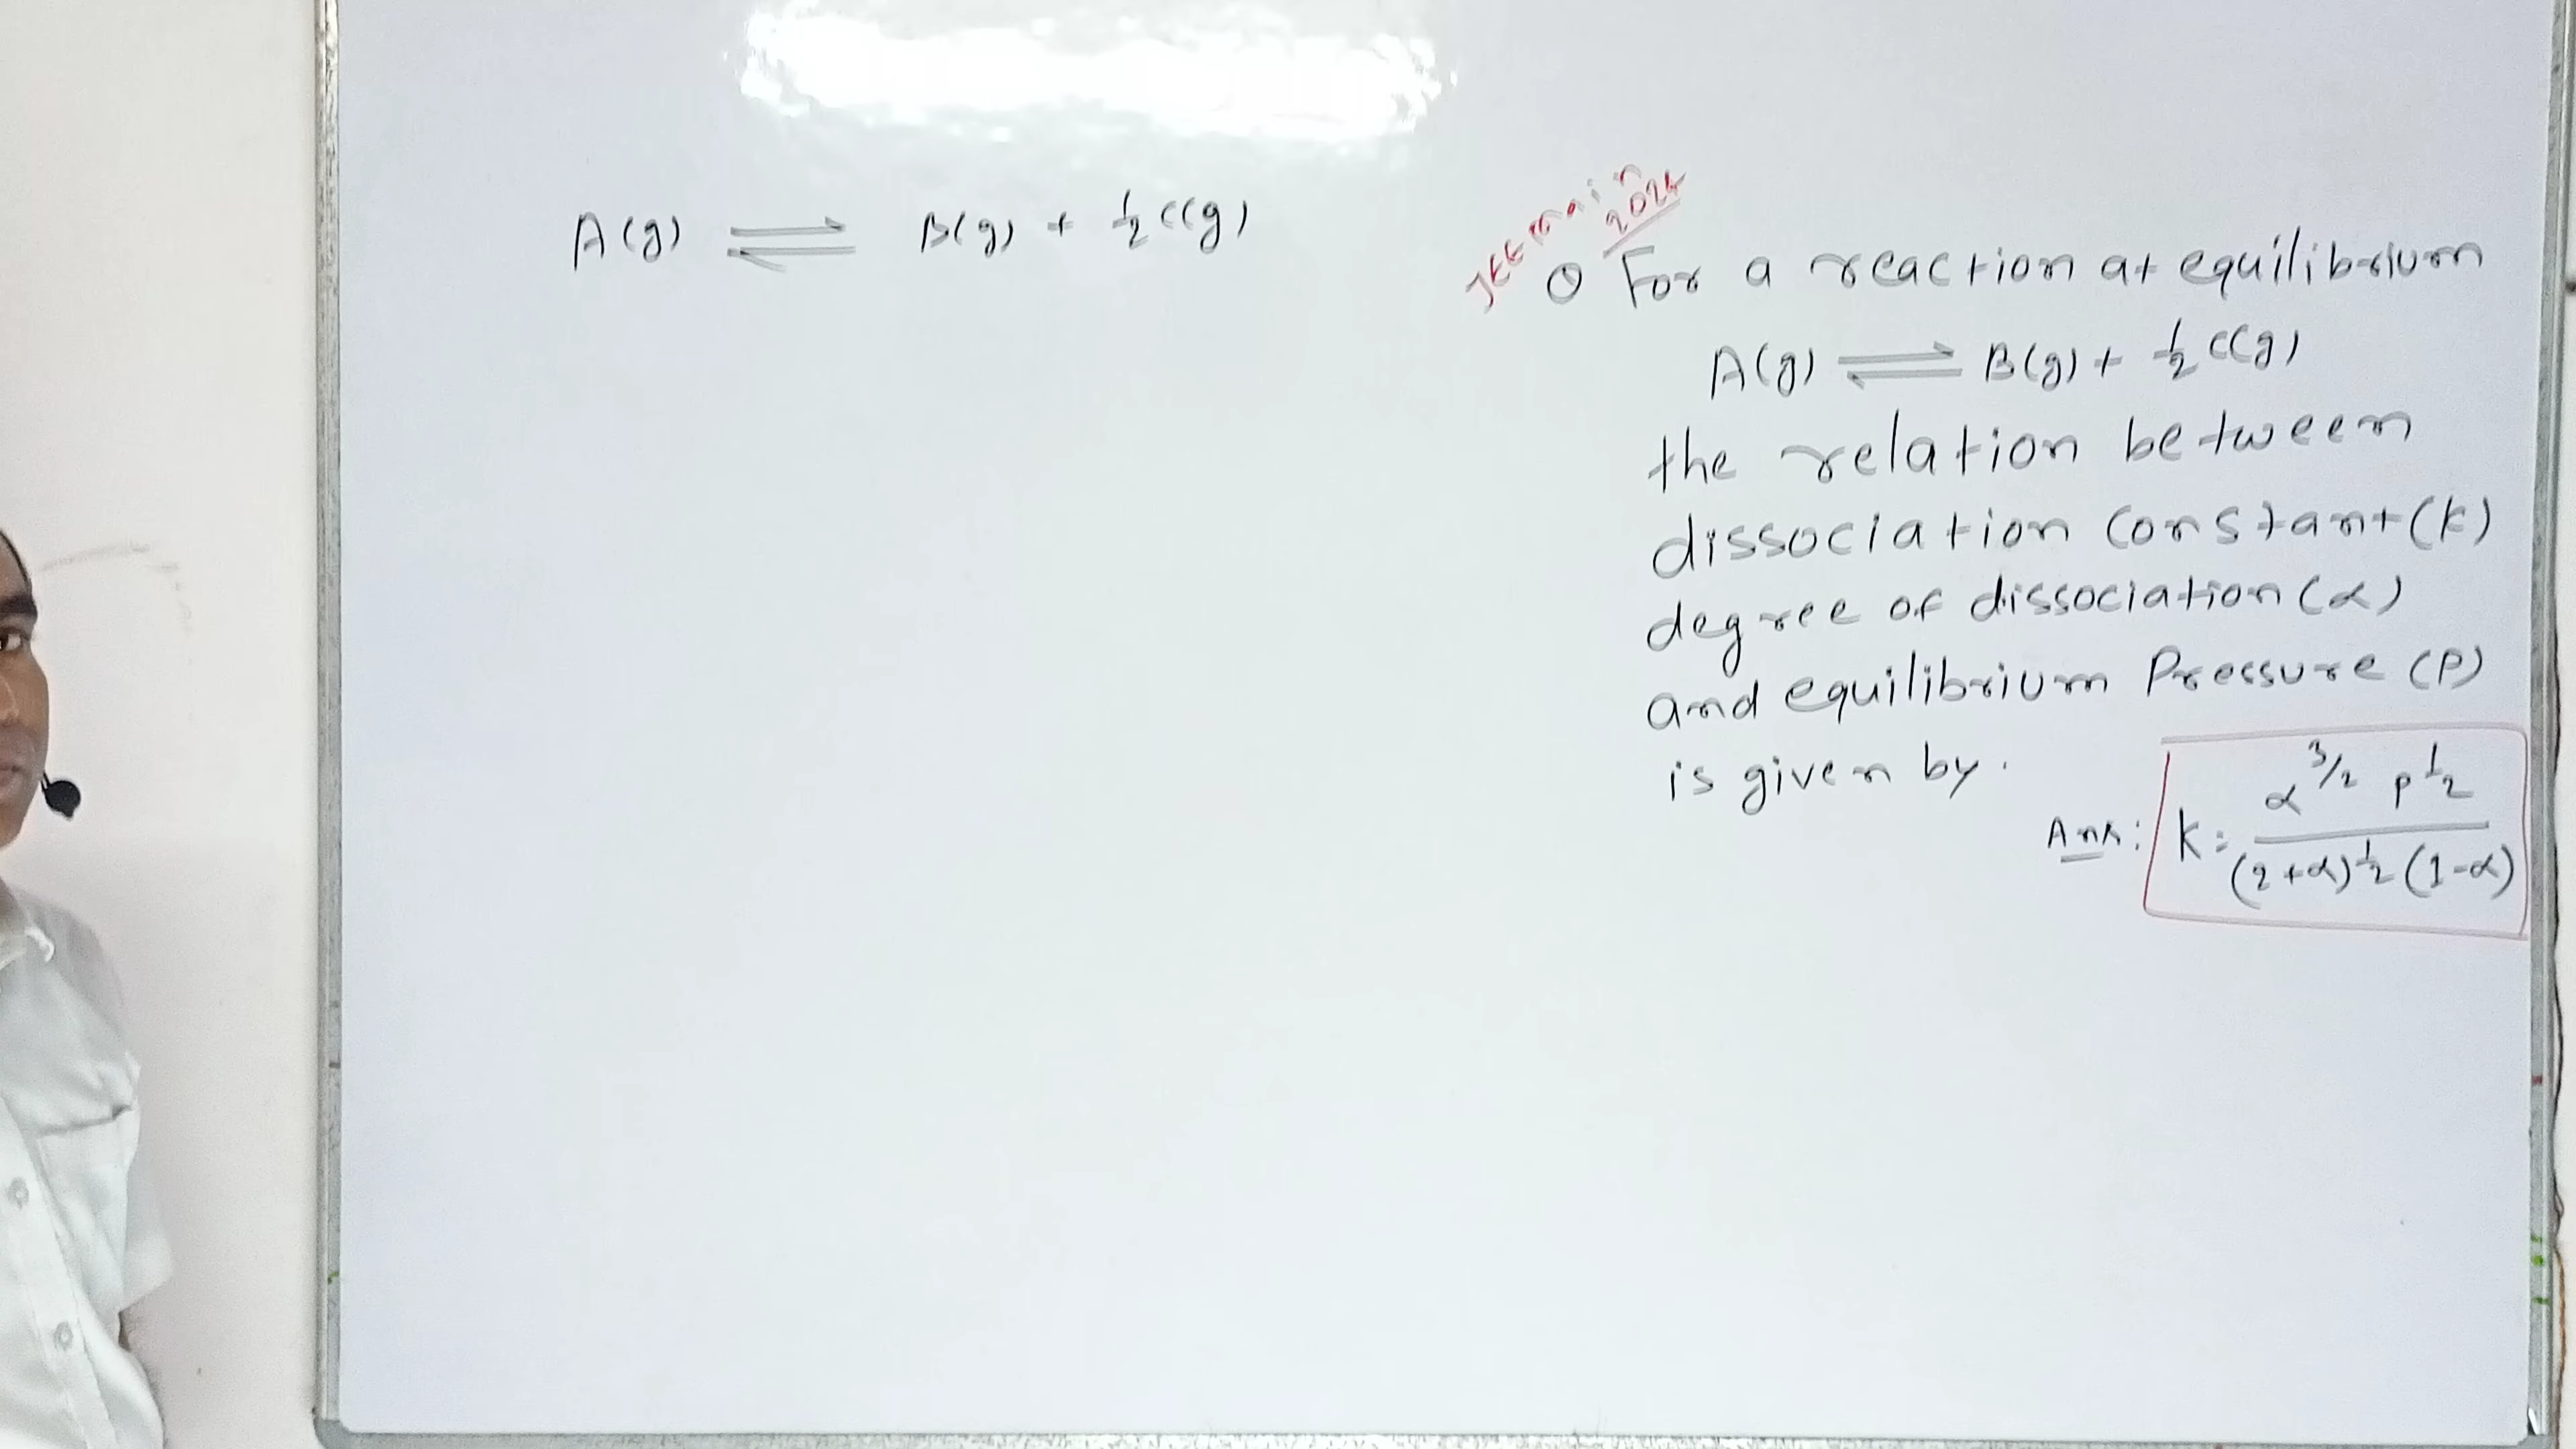 A(g) ⇌ B(g) + 1/2 C(g)
JEE main
2024
Q For a reaction at equilibrium
A(g) ⇌ B(g) + 1/2 C(g)
the relation between
dissociation constant (K)
degree of dissociation (α)
and equilibrium Pressure (P)
is given by.
Ans: K = α^3/2 P^1/2 / (2+α)^1/2 (1-α)